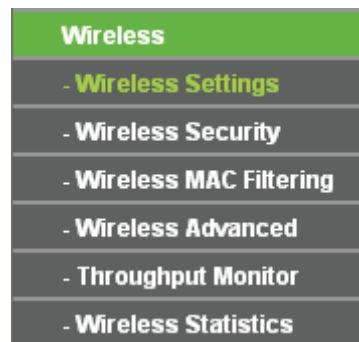 Wireless
- Wireless Settings
- Wireless Security
- Wireless MAC Filtering
- Wireless Advanced
- Throughput Monitor
- Wireless Statistics